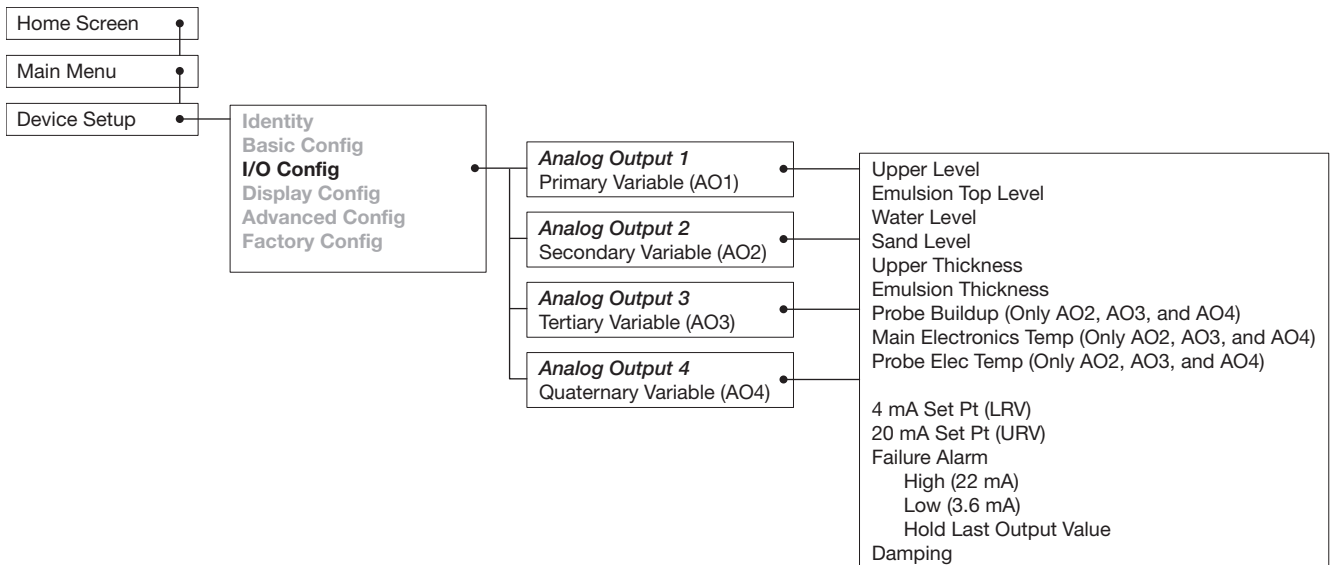 Home Screen
Main Menu
Device Setup
Identity
Basic Config
I/O Config
Display Config
Advanced Config
Factory Config
Analog Output 1
Primary Variable (AO1)
Analog Output 2
Secondary Variable (AO2)
Analog Output 3
Tertiary Variable (AO3)
Analog Output 4
Quaternary Variable (AO4)
Upper Level
Emulsion Top Level
Water Level
Sand Level
Upper Thickness
Emulsion Thickness
Probe Buildup (Only AO2, AO3, and AO4)
Main Electronics Temp (Only AO2, AO3, and AO4)
Probe Elec Temp (Only AO2, AO3, and AO4)
4 mA Set Pt (LRV)
20 mA Set Pt (URV)
Failure Alarm
High (22 mA)
Low (3.6 mA)
Hold Last Output Value
Damping